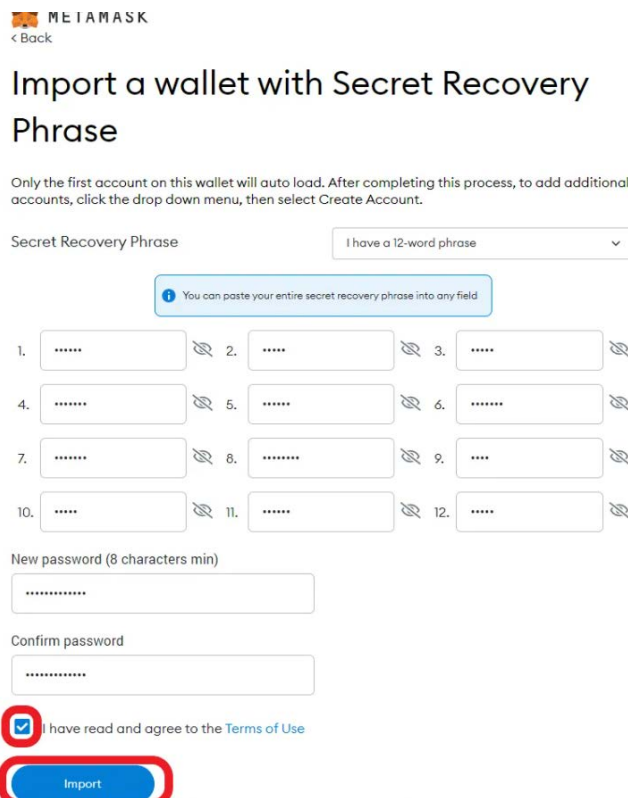 METAMASK
< Back
Import a wallet with Secret Recovery
Phrase
Only the first account on this wallet will auto load. After completing this process, to add additional
accounts, click the drop down menu, then select Create Account.
Secret Recovery Phrase
I have a 12-word phrase
You can paste your entire secret recovery phrase into any field
1. •••••• 2. ••••• 3. •••••
4. ••••••• 5. •••••• 6. •••••••
7. ••••••• 8. •••••••• 9. ••••
10. ••••• 11. •••••• 12. •••••
New password (8 characters min)
•••••••••••••
Confirm password
•••••••••••••
I have read and agree to the Terms of Use
Import